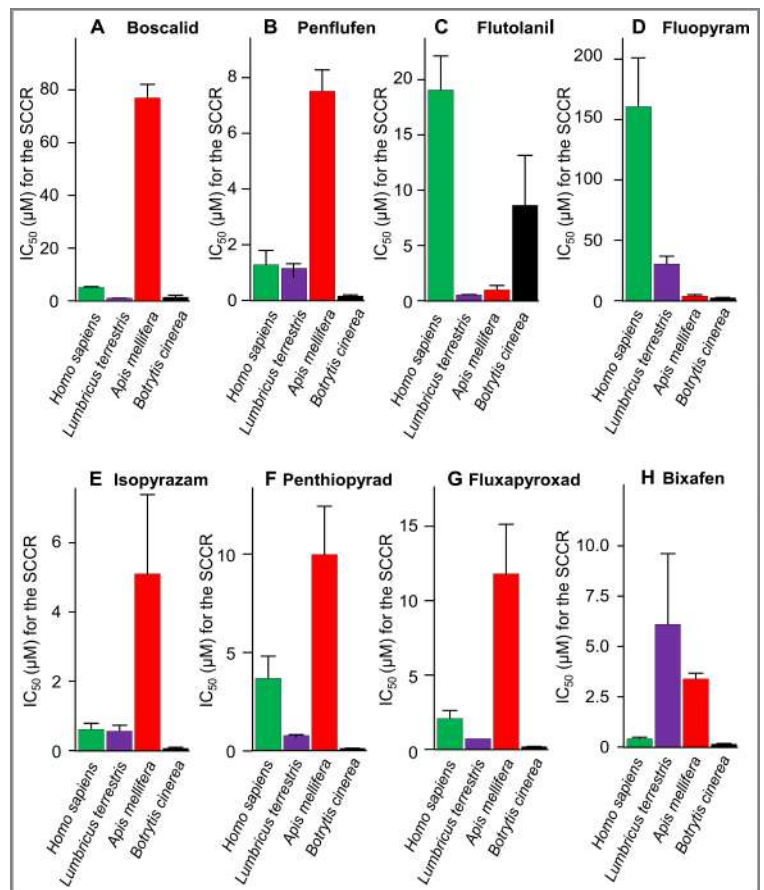 A Boscalid
IC50 (μM) for the SCCR
80
60
40
20
0
Homo sapiens
Lumbricus terrestris
Apis mellifera
Botrytis cinerea
B Penflufen
IC50 (μM) for the SCCR
8
6
4
2
0
Homo sapiens
Lumbricus terrestris
Apis mellifera
Botrytis cinerea
C Flutolanil
IC50 (μM) for the SCCR
20
15
10
5
0
Homo sapiens
Lumbricus terrestris
Apis mellifera
Botrytis cinerea
D Fluopyram
IC50 (μM) for the SCCR
200
150
100
50
0
Homo sapiens
Lumbricus terrestris
Apis mellifera
Botrytis cinerea
E Isopyrazam
IC50 (μM) for the SCCR
6
4
2
0
Homo sapiens
Lumbricus terrestris
Apis mellifera
Botrytis cinerea
F Penthiopyrad
IC50 (μM) for the SCCR
10
5
0
Homo sapiens
Lumbricus terrestris
Apis mellifera
Botrytis cinerea
G Fluxapyroxad
IC50 (μM) for the SCCR
15
10
5
0
Homo sapiens
Lumbricus terrestris
Apis mellifera
Botrytis cinerea
H Bixafen
IC50 (μM) for the SCCR
10.0
7.5
5.0
2.5
0
Homo sapiens
Lumbricus terrestris
Apis mellifera
Botrytis cinerea